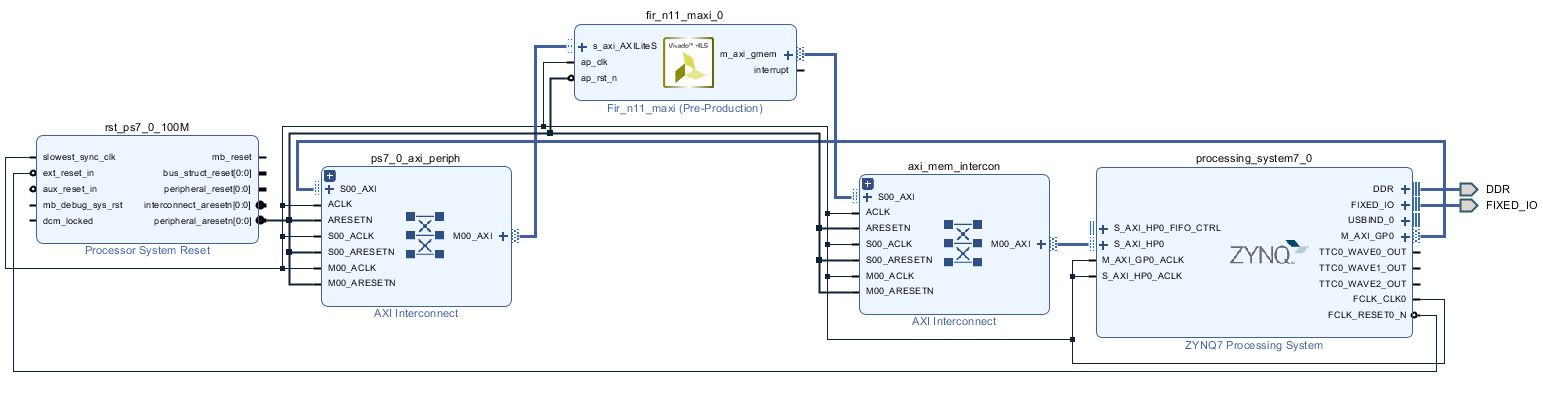 fir_n11_maxi_0
s_axi_AXILiteS
ap_clk
ap_rst_n
Vivado™ HLS
m_axi_gmem
interrupt
Fir_n11_maxi (Pre-Production)
rst_ps7_0_100M
slowest_sync_clk
ext_reset_in
aux_reset_in
mb_debug_sys_rst
dcm_locked
mb_reset
bus_struct_reset[0:0]
peripheral_reset[0:0]
interconnect_aresetn[0:0]
peripheral_aresetn[0:0]
Processor System Reset
ps7_0_axi_periph
S00_AXI
ACLK
ARESETN
S00_ACLK
S00_ARESETN
M00_ACLK
M00_ARESETN
M00_AXI
AXI Interconnect
axi_mem_intercon
S00_AXI
ACLK
ARESETN
S00_ACLK
S00_ARESETN
M00_ACLK
M00_ARESETN
M00_AXI
AXI Interconnect
processing_system7_0
S_AXI_HP0_FIFO_CTRL
S_AXI_HP0
M_AXI_GP0_ACLK
S_AXI_HP0_ACLK
ZYNQ
DDR
FIXED_IO
USBIND_0
M_AXI_GP0
TTC0_WAVE0_OUT
TTC0_WAVE1_OUT
TTC0_WAVE2_OUT
FCLK_CLK0
FCLK_RESET0_N
ZYNQ7 Processing System
DDR
FIXED_IO